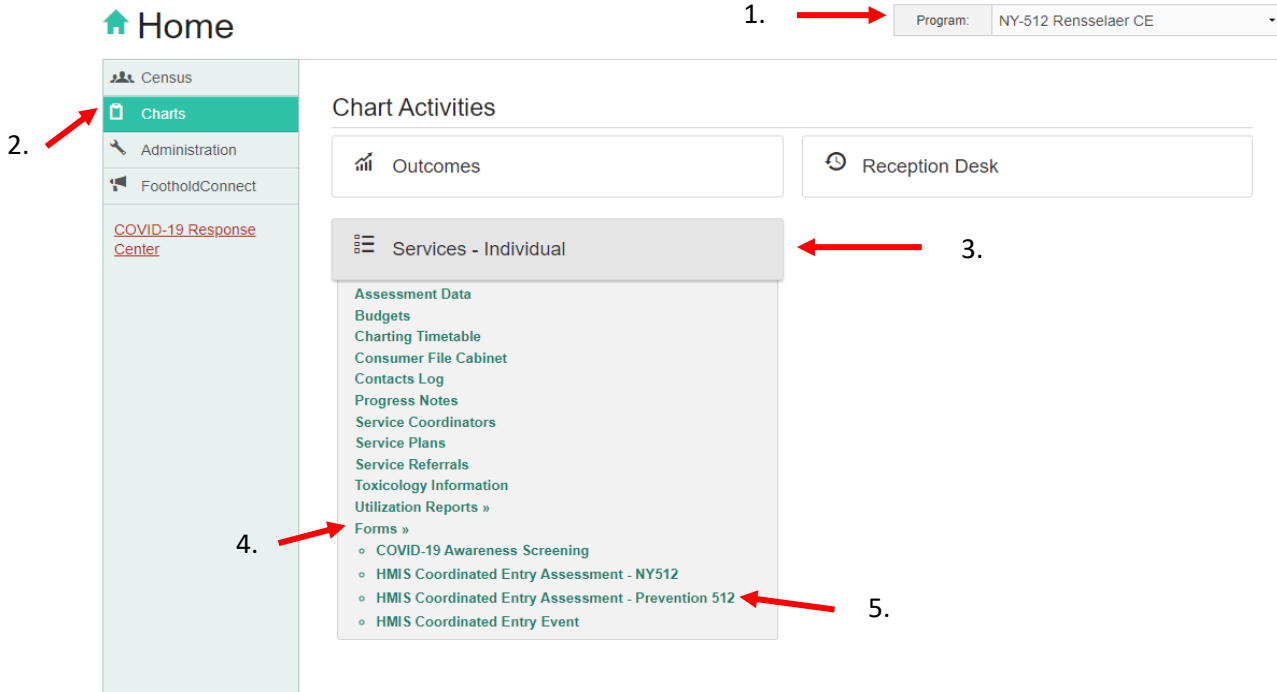 Home
1.
Program: NY-512 Rensselaer CE
Census
Charts
2.
Administration
FootholdConnect
COVID-19 Response
Center
Chart Activities
Outcomes
Reception Desk
Services - Individual
3.
Assessment Data
Budgets
Charting Timetable
Consumer File Cabinet
Contacts Log
Progress Notes
Service Coordinators
Service Plans
Service Referrals
Toxicology Information
Utilization Reports »
Forms »
4.
COVID-19 Awareness Screening
HMIS Coordinated Entry Assessment - NY512
HMIS Coordinated Entry Assessment - Prevention 512
5.
HMIS Coordinated Entry Event